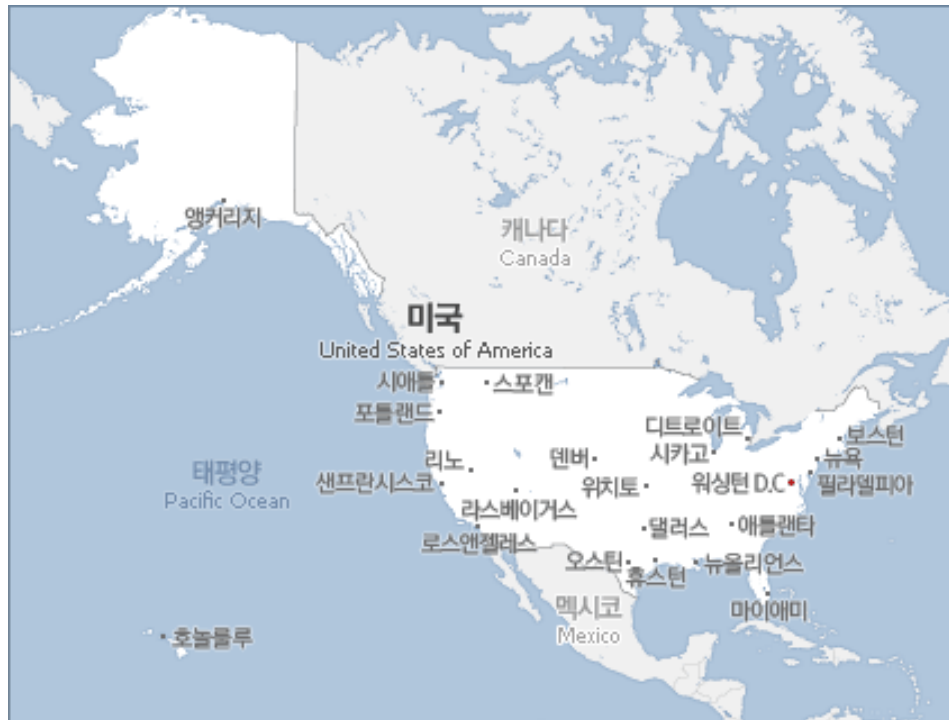 앵커리지
캐나다
Canada
미국
United States of America
시애틀
스포캔
포틀랜드
디트로이트
보스턴
리노
덴버
시카고
뉴욕
태평양
Pacific Ocean
샌프란시스코
위치토
워싱턴 D.C
필라델피아
라스베이거스
로스앤젤레스
댈러스
애틀랜타
오스틴
휴스턴
뉴올리언스
멕시코
Mexico
마이애미
호놀룰루